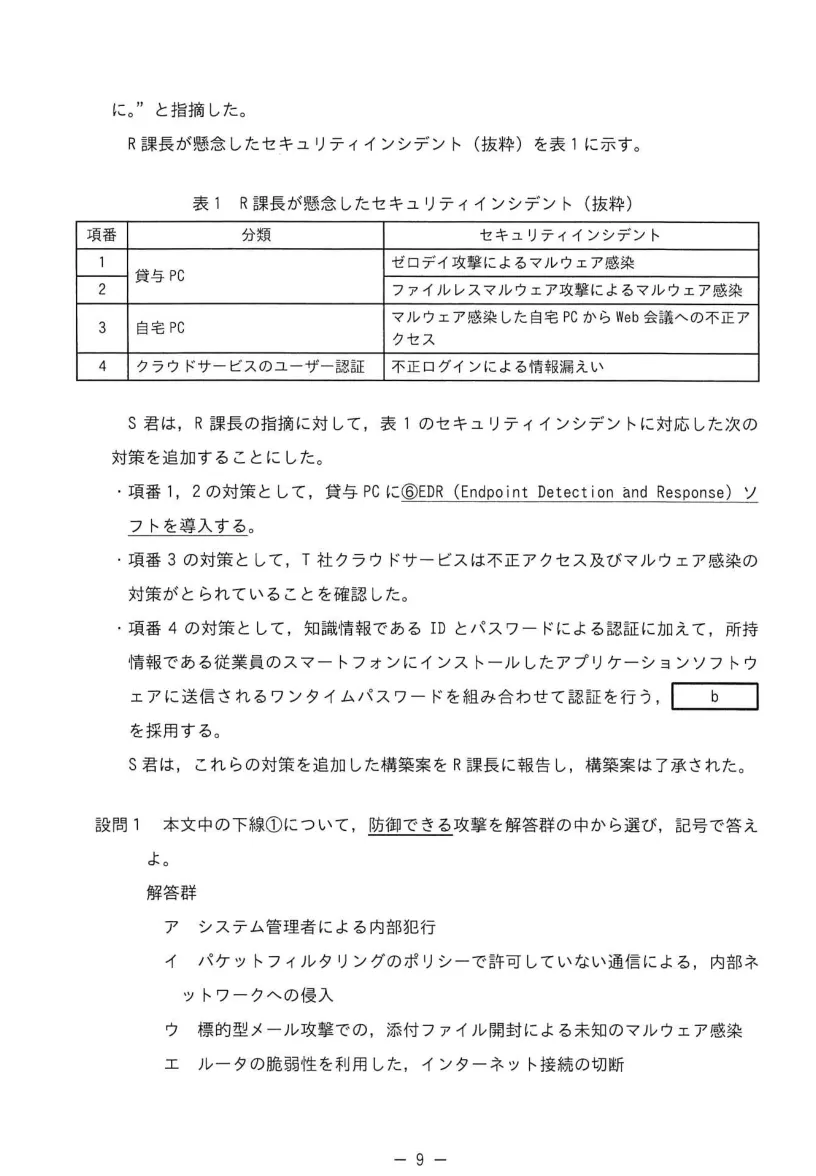 に。”と指摘した。
R課長が懸念したセキュリティインシデント（抜粋）を表1に示す。
表1　R課長が懸念したセキュリティインシデント（抜粋）
項番　分類　セキュリティインシデント
1　貸与PC　ゼロデイ攻撃によるマルウェア感染
2　ファイルレスマルウェア攻撃によるマルウェア感染
3　自宅PC　マルウェア感染した自宅PCからWeb会議への不正ア
クセス
4　クラウドサービスのユーザー認証　不正ログインによる情報漏えい
S君は，R課長の指摘に対して，表1のセキュリティインシデントに対応した次の
対策を追加することにした。
・項番1，2の対策として，貸与PCに⑥EDR（Endpoint Detection and Response）ソ
フトを導入する。
・項番3の対策として，T社クラウドサービスは不正アクセス及びマルウェア感染の
対策がとられていることを確認した。
・項番4の対策として，知識情報であるIDとパスワードによる認証に加えて，所持
情報である従業員のスマートフォンにインストールしたアプリケーションソフトウ
ェアに送信されるワンタイムパスワードを組み合わせて認証を行う，　b
を採用する。
S君は，これらの対策を追加した構築案をR課長に報告し，構築案は了承された。
設問1　本文中の下線①について，防御できる攻撃を解答群の中から選び，記号で答え
よ。
解答群
ア　システム管理者による内部犯行
イ　パケットフィルタリングのポリシーで許可していない通信による，内部ネ
ットワークへの侵入
ウ　標的型メール攻撃での，添付ファイル開封による未知のマルウェア感染
エ　ルータの脆弱性を利用した，インターネット接続の切断
－ 9 －